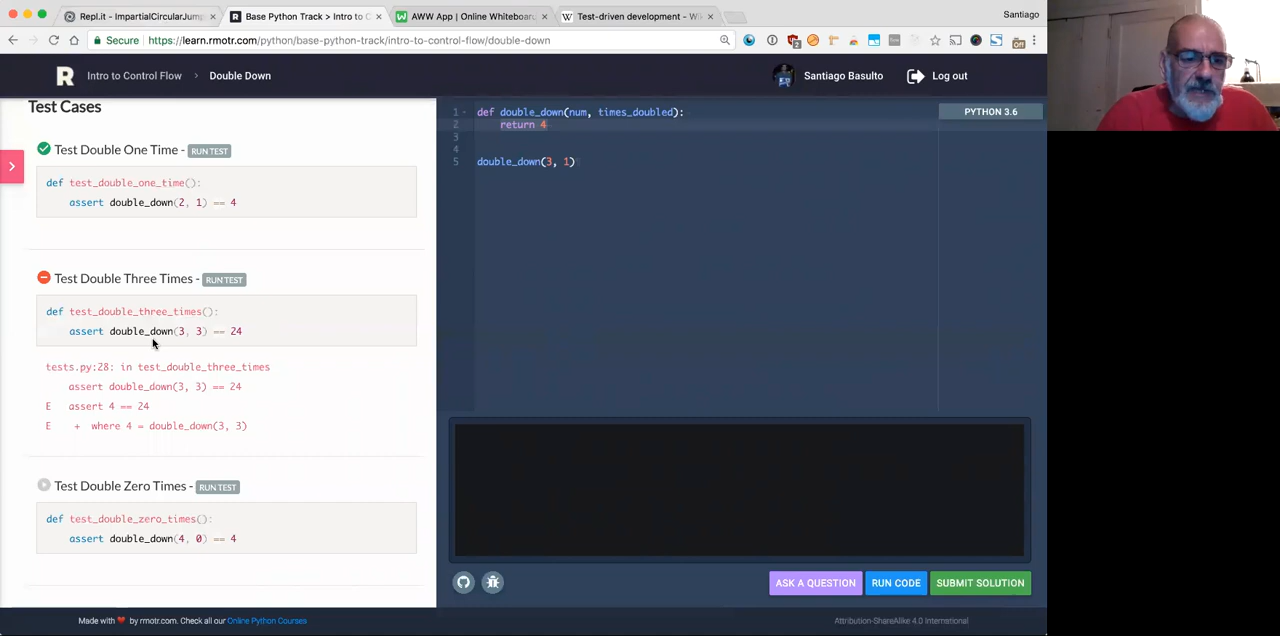 Repl.it - ImpartialCircularJump
Base Python Track > Intro to C
AWW App | Online Whiteboard
Test-driven development - Wi
Santiago
Secure
https://learn.rmotr.com/python/base-python-track/intro-to-control-flow/double-down
R
Intro to Control Flow > Double Down
Santiago Basulto
Log out
Test Cases
Test Double One Time - RUN TEST
def test_double_one_time():
assert double_down(2, 1) == 4
Test Double Three Times - RUN TEST
def test_double_three_times():
assert double_down(3, 3) == 24
tests.py:28: in test_double_three_times
assert double_down(3, 3) == 24
E assert 4 == 24
E + where 4 = double_down(3, 3)
Test Double Zero Times - RUN TEST
def test_double_zero_times():
assert double_down(4, 0) == 4
1 def double_down(num, times_doubled):
2 return 4
3
4
5 double_down(3, 1)
PYTHON 3.6
ASK A QUESTION
RUN CODE
SUBMIT SOLUTION
Made with ❤ by rmotr.com. Check all our Online Python Courses
Attribution-ShareAlike 4.0 International